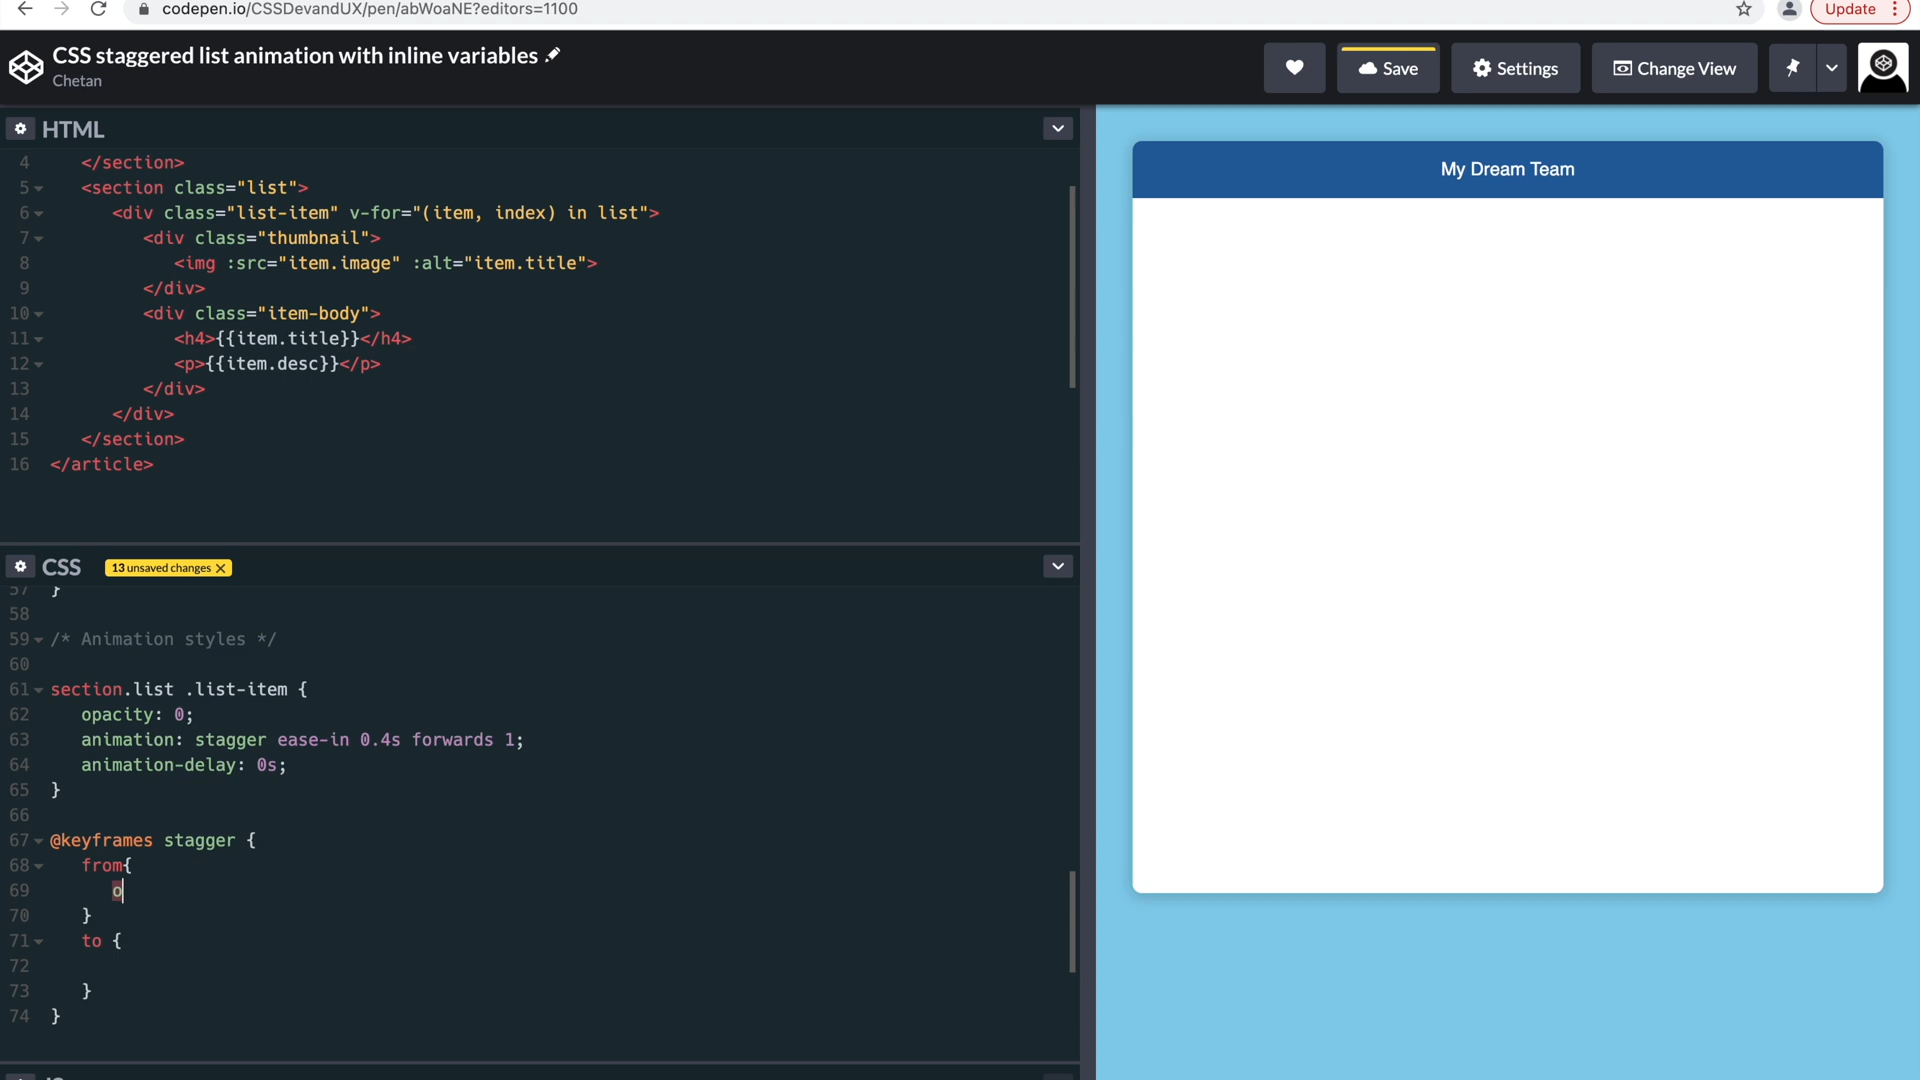 codepen.io/CSSDevandUX/pen/abWoaNE?editors=1100
Update
CSS staggered list animation with inline variables
Chetan
Save
Settings
Change View
HTML
4 </section>
5 <section class="list">
6 <div class="list-item" v-for="(item, index) in list">
7 <div class="thumbnail">
8 <img :src="item.image" :alt="item.title">
9 </div>
10 <div class="item-body">
11 <h4>{{item.title}}</h4>
12 <p>{{item.desc}}</p>
13 </div>
14 </div>
15 </section>
16 </article>
CSS
13 unsaved changes
57 }
58
59 /* Animation styles */
60
61 section.list .list-item {
62 opacity: 0;
63 animation: stagger ease-in 0.4s forwards 1;
64 animation-delay: 0s;
65 }
66
67 @keyframes stagger {
68 from{
69 o
70 }
71 to {
72
73 }
74 }
My Dream Team